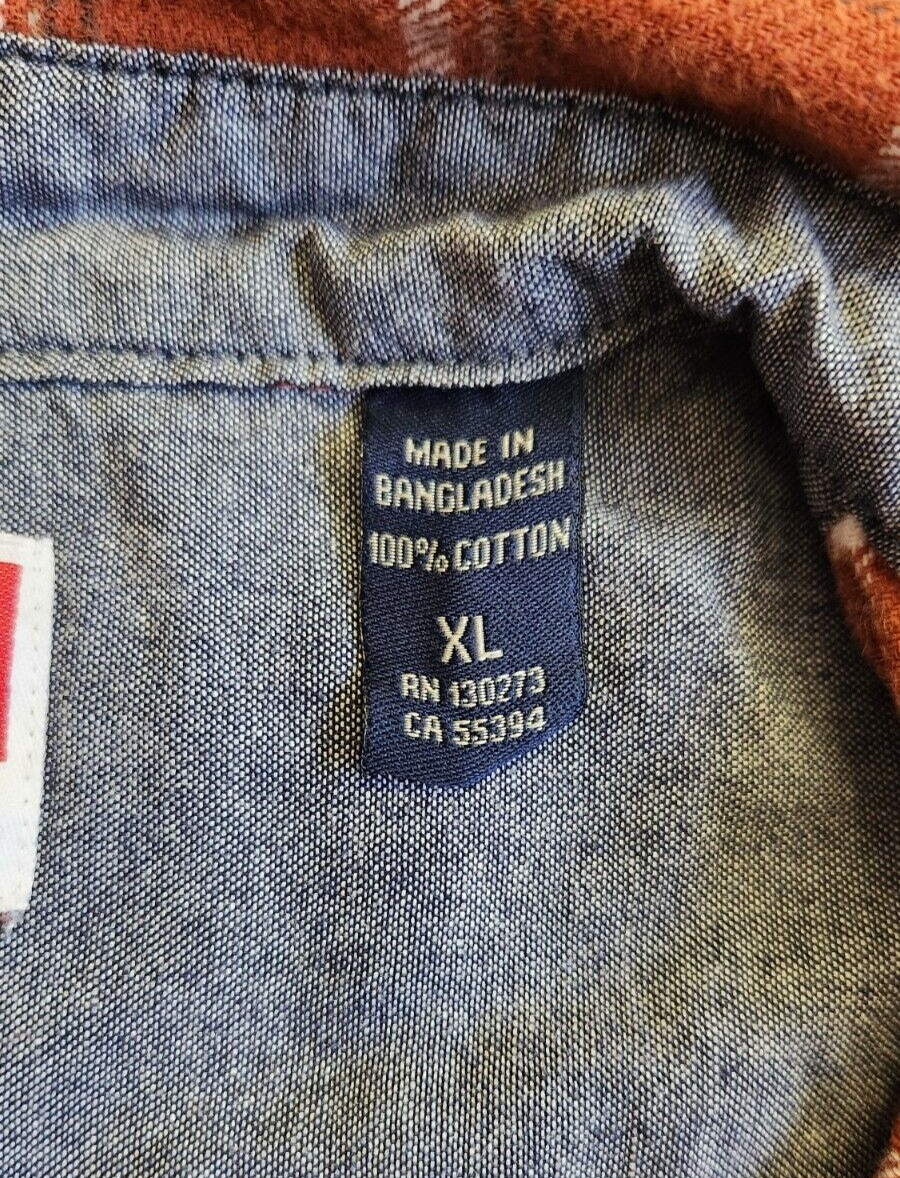 MADE IN
BANGLADESH
100% COTTON
XL
RN 130273
CA 55394